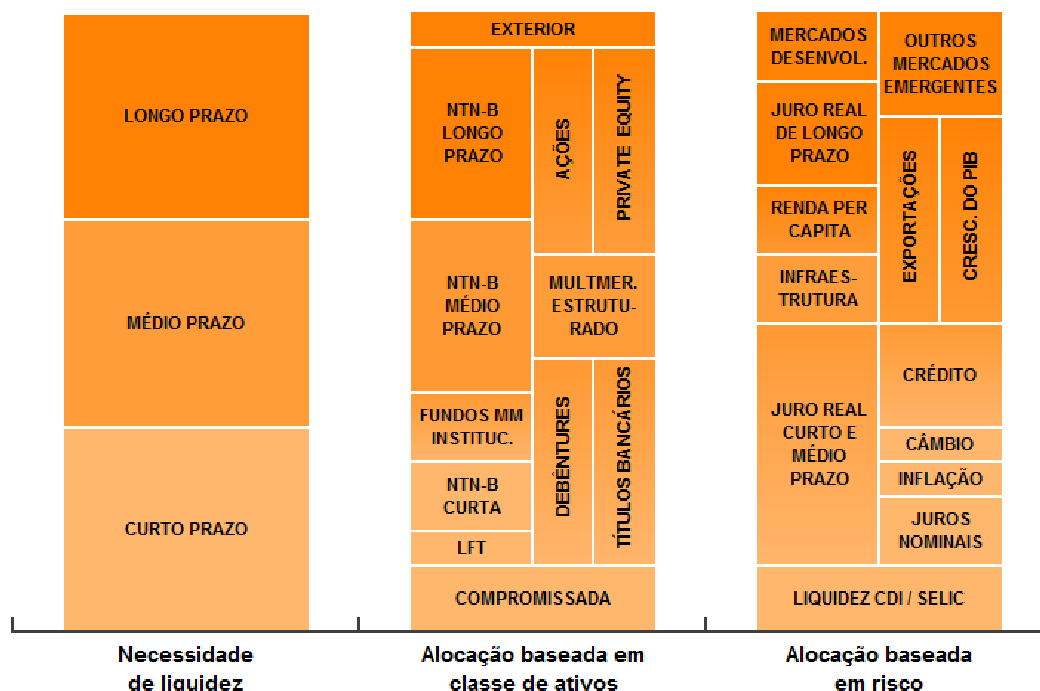 LONGO PRAZO
MÉDIO PRAZO
CURTO PRAZO
Necessidade
de liquidez
EXTERIOR
NTN-B
LONGO
PRAZO
AÇÕES
PRIVATE EQUITY
NTN-B
MÉDIO
PRAZO
MULTMER.
ESTRUTU-
RADO
FUNDOS MM
INSTITUC.
DEBÊNTURES
TÍTULOS BANCÁRIOS
NTN-B
CURTA
LFT
COMPROMISSADA
Alocação baseada em
classe de ativos
MERCADOS
DESENVOL.
OUTROS
MERCADOS
EMERGENTES
JURO REAL
DE LONGO
PRAZO
EXPORTAÇÕES
CRESC. DO PIB
RENDA PER
CAPITA
INFRAES-
TRUTURA
JURO REAL
CURTO E
MÉDIO
PRAZO
CRÉDITO
CÂMBIO
INFLAÇÃO
JUROS
NOMINAIS
LIQUIDEZ CDI / SELIC
Alocação baseada
em risco